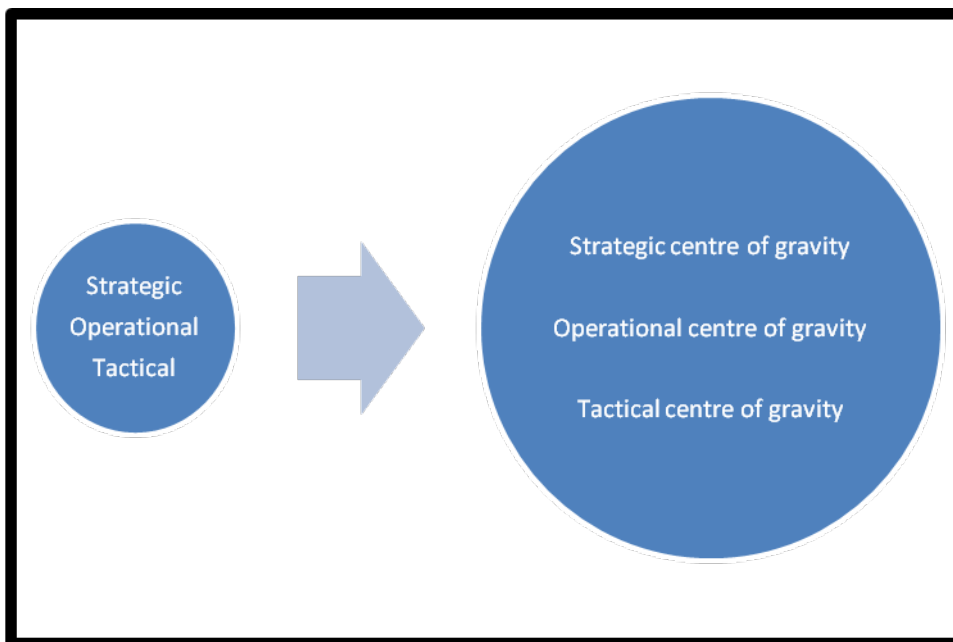 Strategic
Operational
Tactical
Strategic centre of gravity
Operational centre of gravity
Tactical centre of gravity